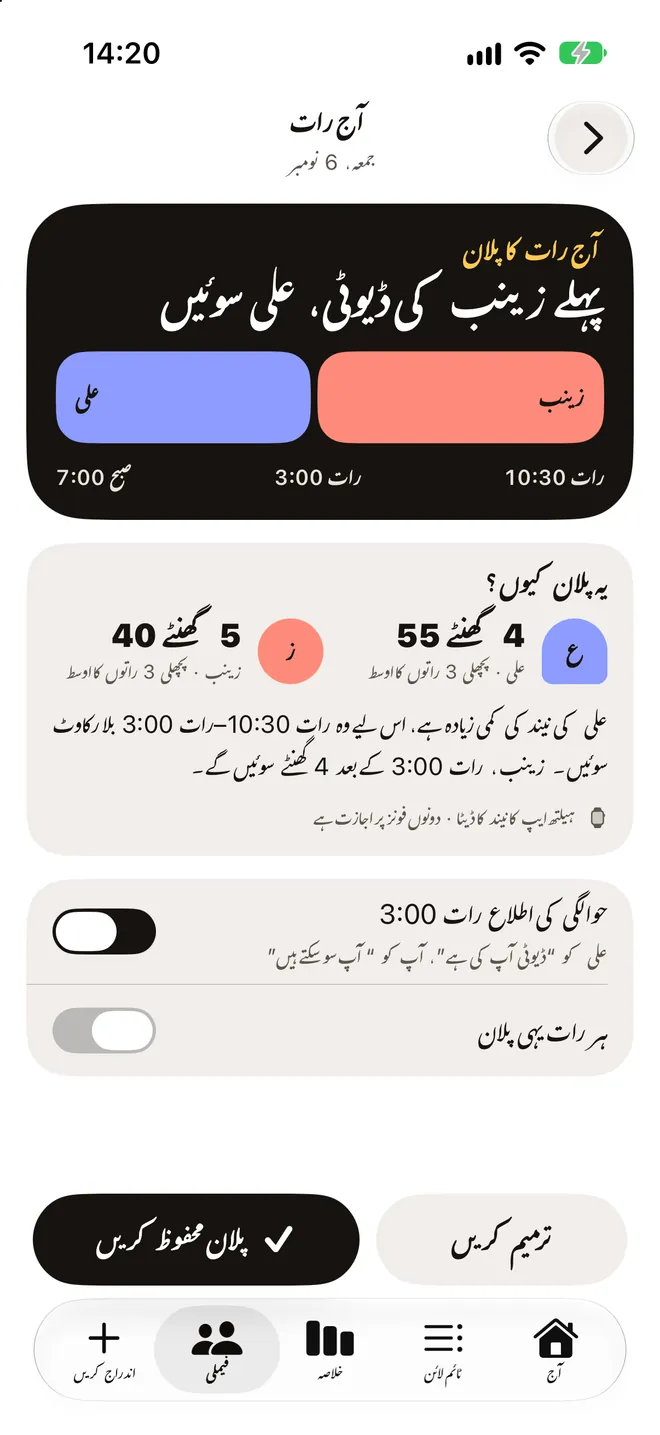 14:20
آج رات
جمعہ، 6 نومبر
آج رات کا پلان
پہلے زینب کی ڈیوٹی، علی سوئیں
زینب
علی
رات 10:30
رات 3:00
صبح 7:00
یہ پلان کیوں؟
ع
4 گھنٹے 55
علی · پچھلی 3 راتوں کا اوسط
ز
5 گھنٹے 40
زینب · پچھلی 3 راتوں کا اوسط
علی کی نیند کی کمی زیادہ ہے، اس لیے وہ رات 10:30–رات 3:00 بلا رکاوٹ
سوئیں۔ زینب، رات 3:00 کے بعد 4 گھنٹے سوئیں گے۔
ہیلتھ ایپ کا نیند کا ڈیٹا · دونوں فونز پر اجازت ہے
حوالگی کی اطلاع رات 3:00
علی کو “ڈیوٹی آپ کی ہے”، آپ کو “آپ سو سکتے ہیں”
ہر رات یہی پلان
ترمیم کریں
پلان محفوظ کریں
آج
ٹائم لائن
خلاصہ
فیملی
اندراج کریں